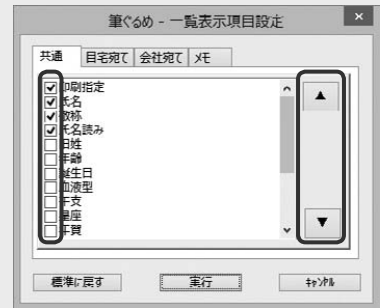 筆ぐるめ - 一覧表示項目設定
共通 自宅宛て 会社宛て メモ
印刷指定
氏名
敬称
氏名読み
旧姓
年齢
誕生日
血液型
干支
星座
年賀
標準に戻す 実行 ｷｬﾝｾﾙ